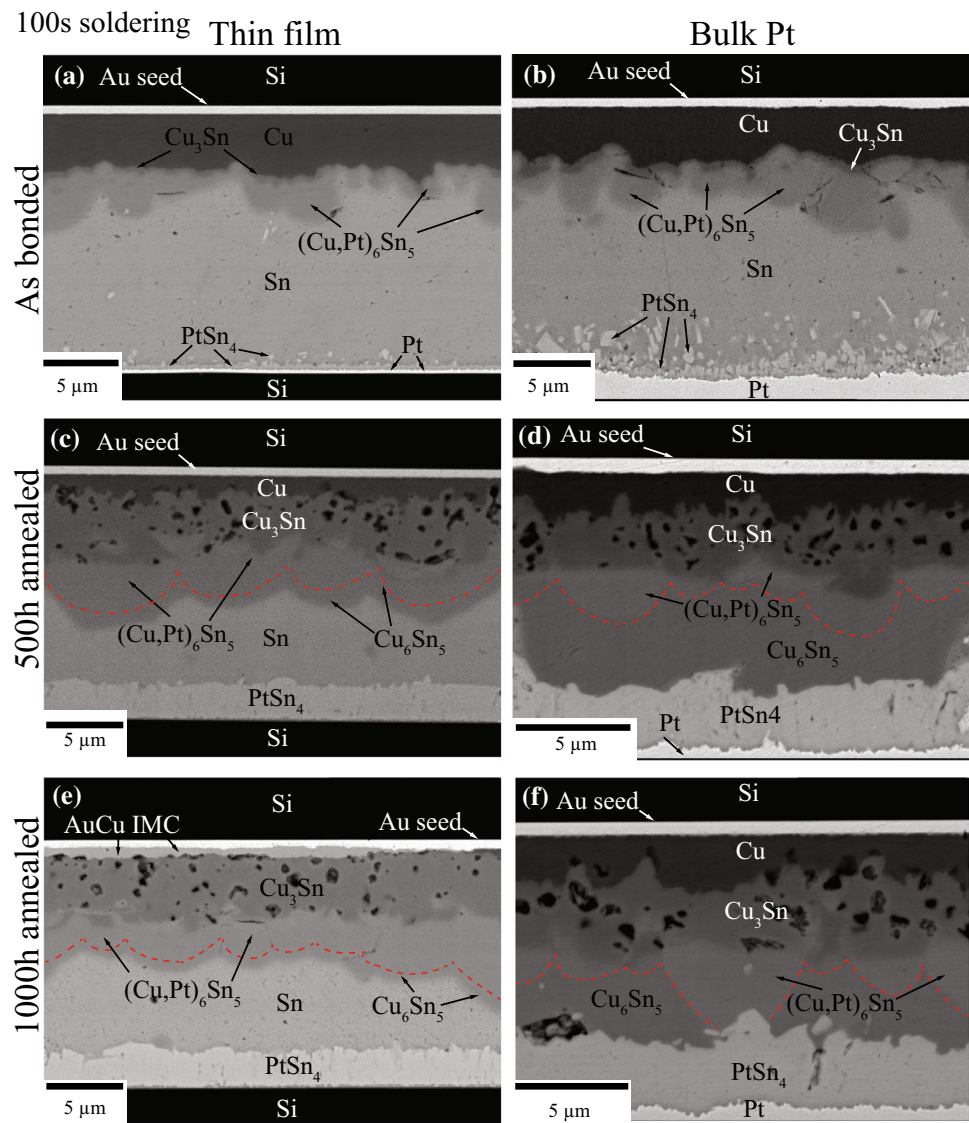 100s soldering
Thin film
Bulk Pt
As bonded
(a)
Si
Au seed
Cu₃Sn
Cu
(Cu,Pt)₆Sn₅
Sn
PtSn₄
Pt
5 µm
Si
(b)
Si
Au seed
Cu
Cu₃Sn
(Cu,Pt)₆Sn₅
Sn
PtSn₄
5 µm
Pt
500h annealed
(c)
Si
Au seed
Cu
Cu₃Sn
(Cu,Pt)₆Sn₅
Sn
Cu₆Sn₅
PtSn₄
5 µm
Si
(d)
Au seed
Si
Cu
Cu₃Sn
(Cu,Pt)₆Sn₅
Cu₆Sn₅
PtSn4
Pt
5 µm
1000h annealed
(e)
Si
AuCu IMC
Au seed
Cu₃Sn
(Cu,Pt)₆Sn₅
Sn
Cu₆Sn₅
PtSn₄
5 µm
Si
(f)
Si
Au seed
Cu
Cu₃Sn
Cu₆Sn₅
(Cu,Pt)₆Sn₅
PtSn₄
5 µm
Pt